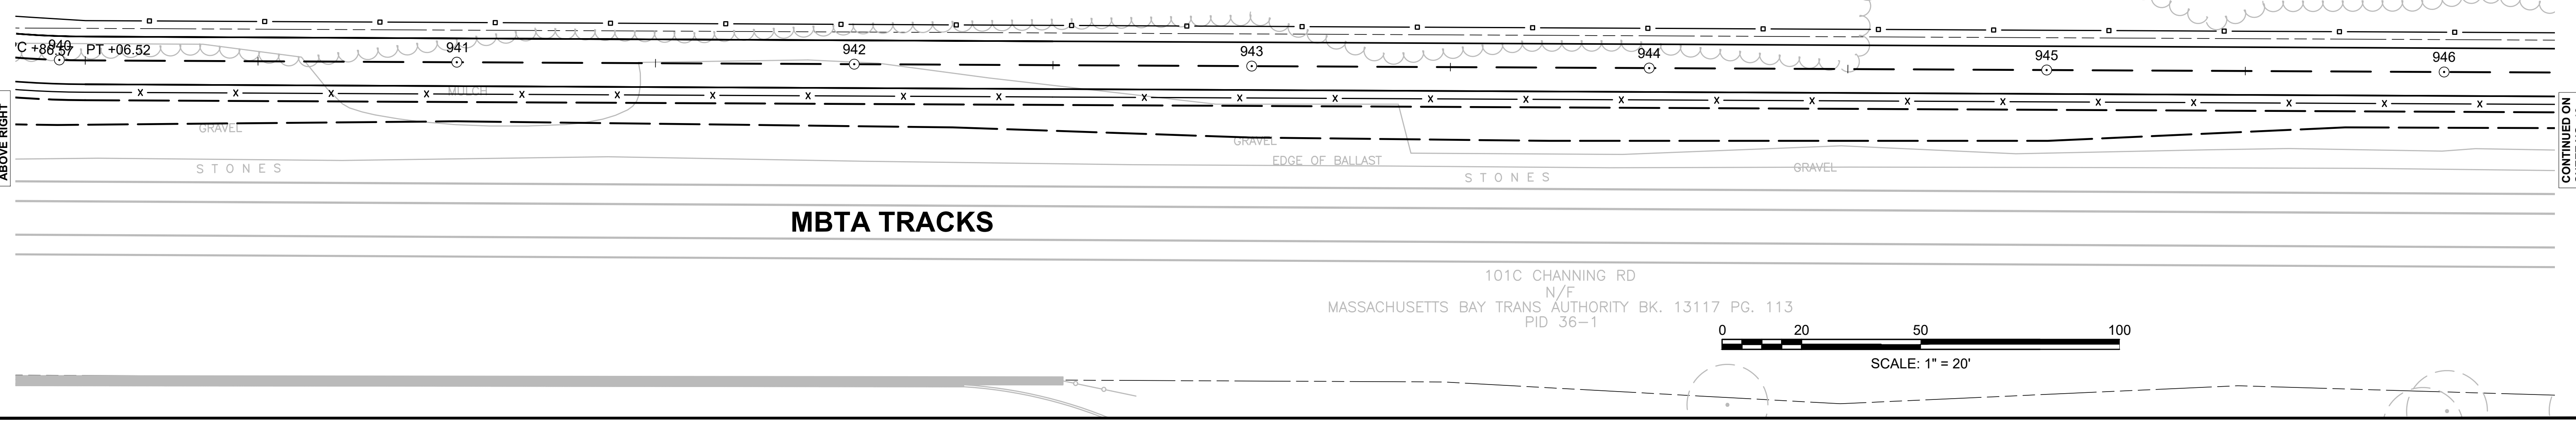 940
'C +86.57 PT +06.52
941
942
943
944
945
946
ABOVE RIGHT
MULCH
GRAVEL
GRAVEL
EDGE OF BALLAST
GRAVEL
STONES
STONES
CONTINUED ON
MBTA TRACKS
101C CHANNING RD
N/F
MASSACHUSETTS BAY TRANS AUTHORITY BK. 13117 PG. 113
PID 36-1
0 20 50 100
SCALE: 1" = 20'